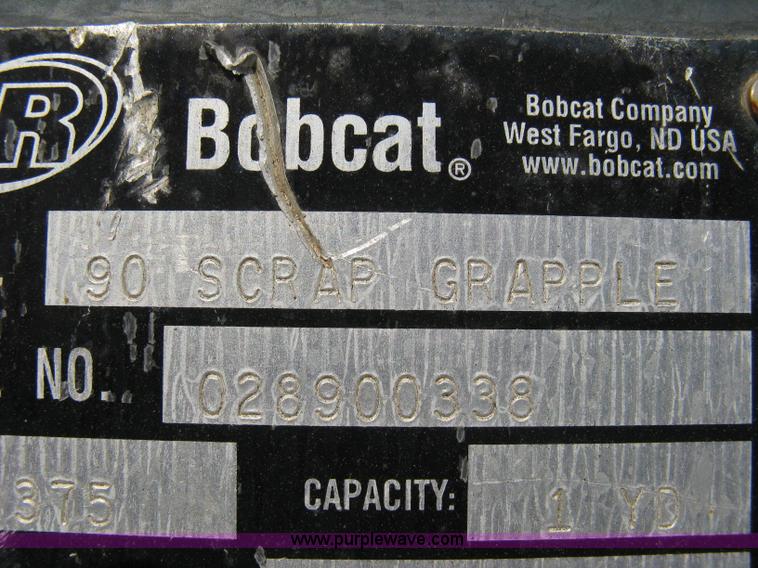 R Bobcat® Bobcat Company
West Fargo, ND USA
www.bobcat.com
90 SCRAP GRAPPLE
NO. 028900338
375 CAPACITY: 1 YD.
www.purplewave.com